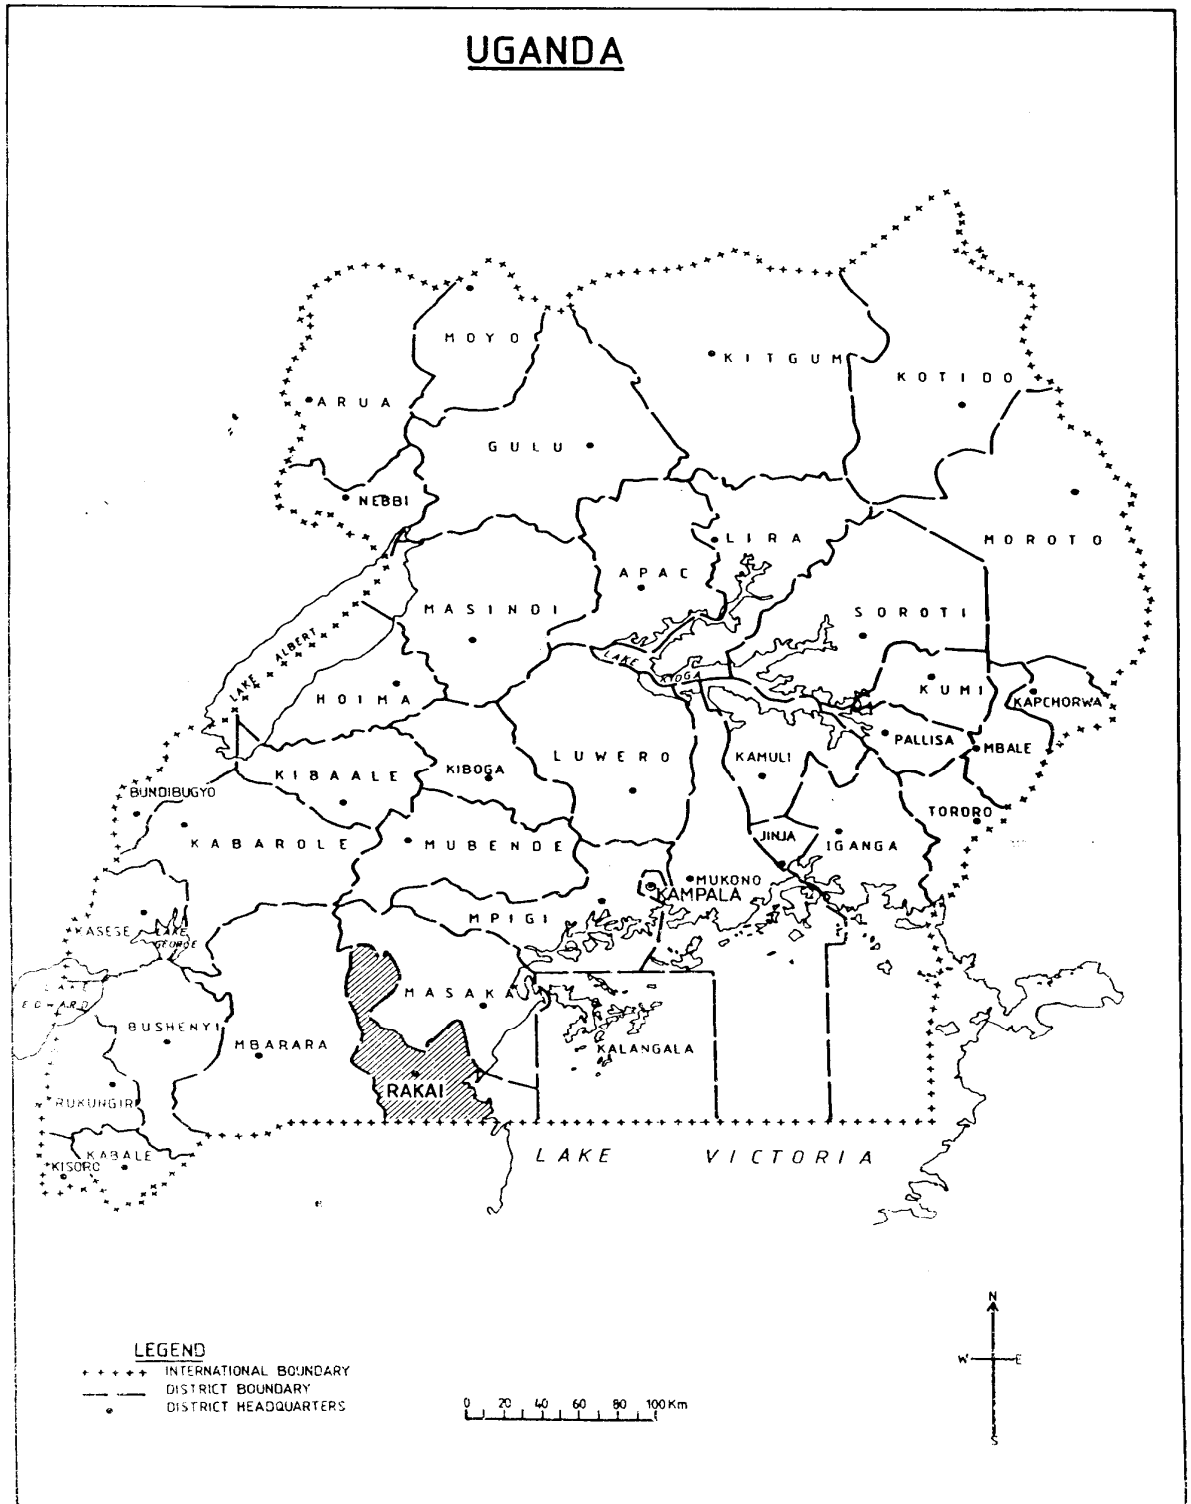 UGANDA
MOYO
KITGUM
KOTIDO
ARUA
GULU
NEBBI
LIRA
MOROTO
APAC
MASINDI
SOROTI
LAKE ALBERT
LAKE KYOGA
KUMI
HOIMA
KAPCHORWA
PALLISA
MBALE
LUWERO
KAMULI
KIBAALE
KIBOGA
BUNDIBUGYO
TORORO
KABAROLE
MUBENDE
JINJA
IGANGA
MUKONO
KAMPALA
MPIGI
KASESE
LAKE
GEORGE
LAKE
EDWARD
MASAKA
BUSHENYI
MBARARA
KALANGALA
RAKAI
RUKUNGIRI
KABALE
KISORO
LAKE VICTORIA
N
W E
S
LEGEND
INTERNATIONAL BOUNDARY
DISTRICT BOUNDARY
DISTRICT HEADQUARTERS
0 20 40 60 80 100 Km